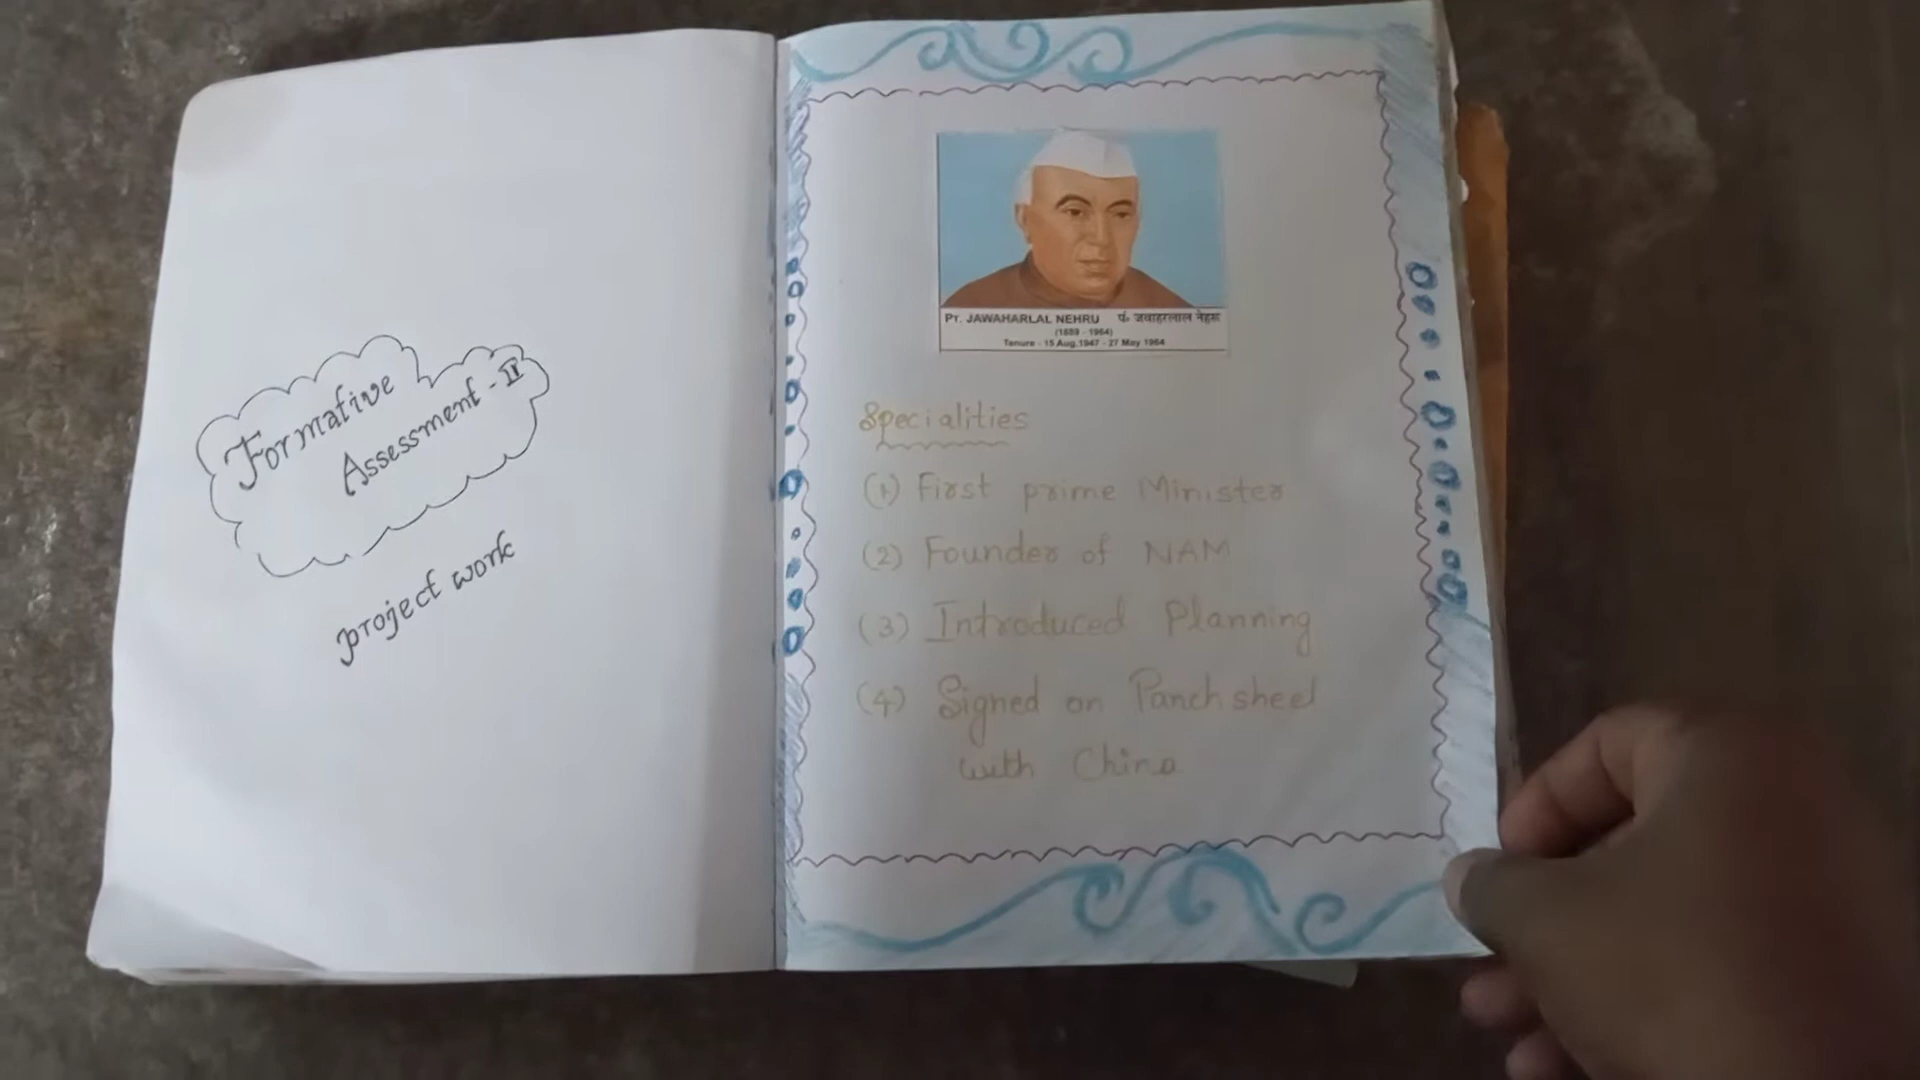 Formative
Assessment - II
project work
PT. JAWAHARLAL NEHRU पं. जवाहरलाल नेहरू
(1889 - 1964)
Tenure - 15 Aug.1947 - 27 May 1964
Specialities
(1) First prime Minister
(2) Founder of NAM
(3) Introduced Planning
(4) Signed on Panchsheel
with China